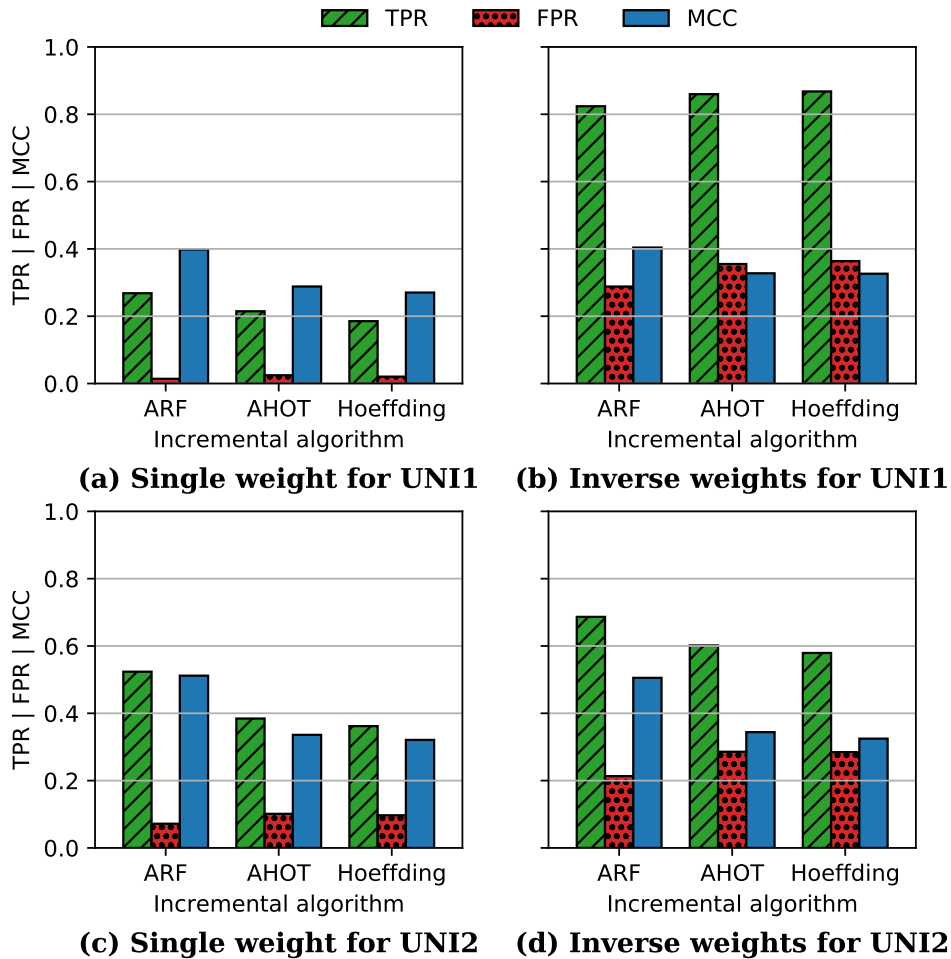 TPR FPR MCC
1.0
0.8
0.6
0.4
0.2
0.0
TPR | FPR | MCC
ARF AHOT Hoeffding
Incremental algorithm
(a) Single weight for UNI1
ARF AHOT Hoeffding
Incremental algorithm
(b) Inverse weights for UNI1
1.0
0.8
0.6
0.4
0.2
0.0
TPR | FPR | MCC
ARF AHOT Hoeffding
Incremental algorithm
(c) Single weight for UNI2
ARF AHOT Hoeffding
Incremental algorithm
(d) Inverse weights for UNI2